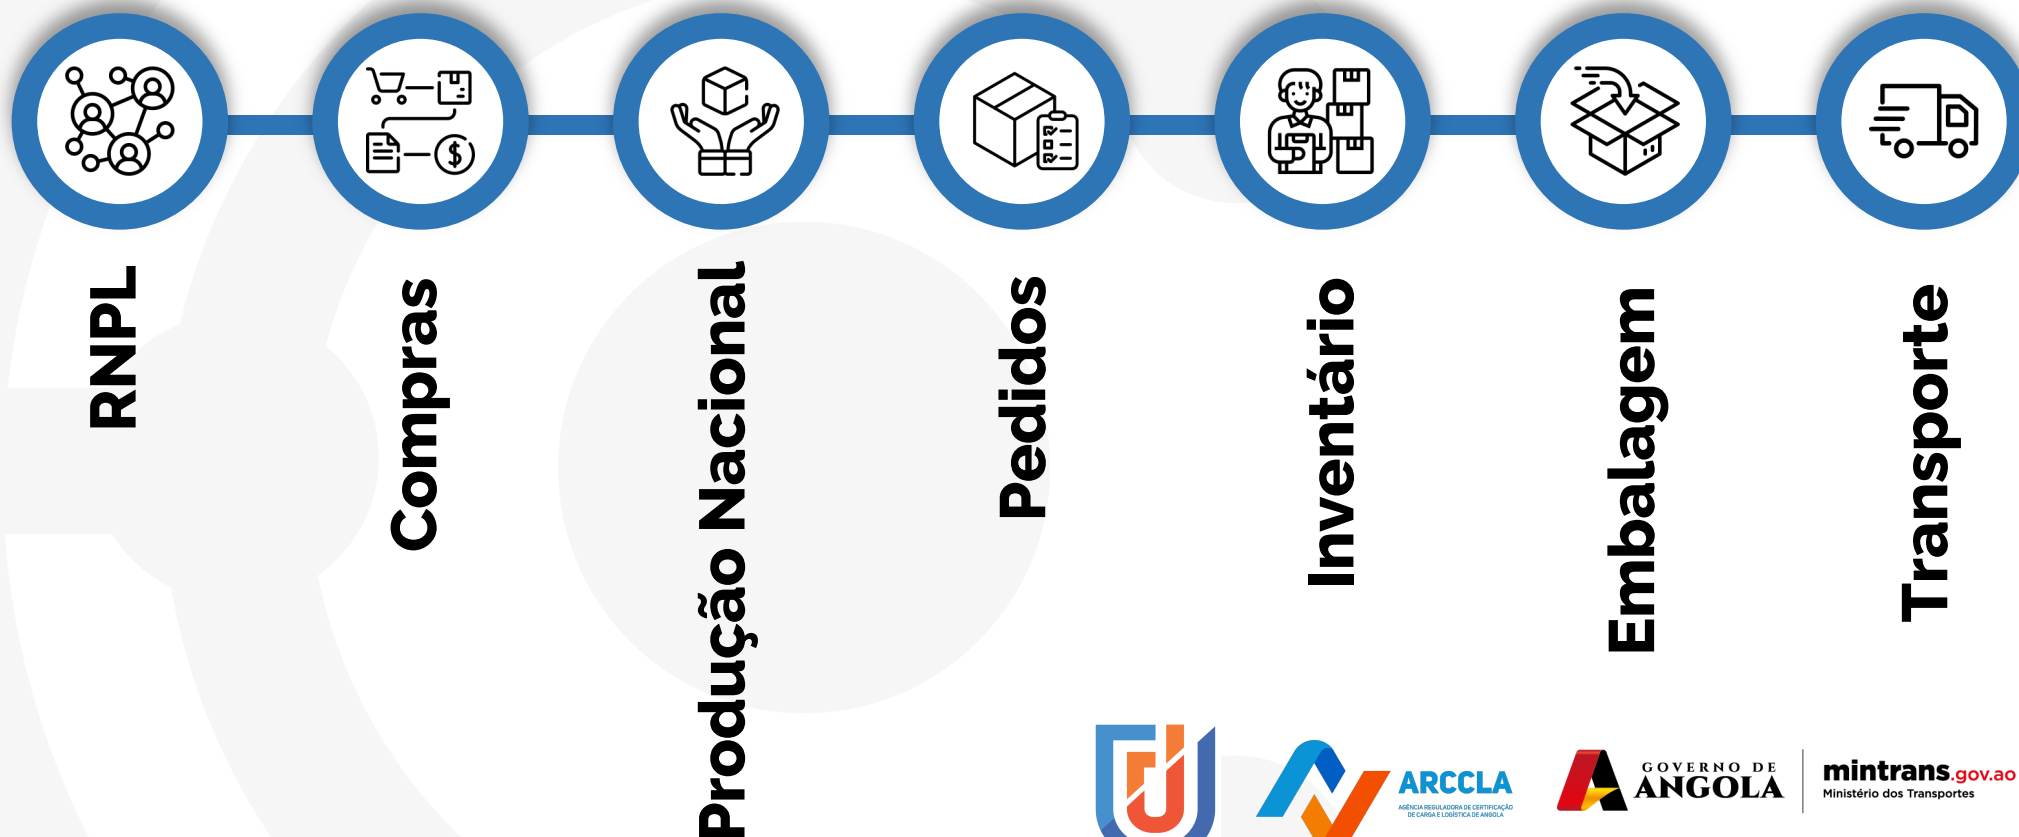 RNPL
Compras
Produção Nacional
Pedidos
Inventário
Embalagem
Transporte
ARCCLA
AGÊNCIA REGULADORA DE CERTIFICAÇÃO
DE CARGA E LOGÍSTICA DE ANGOLA
GOVERNO DE
ANGOLA
mintrans.gov.ao
Ministério dos Transportes